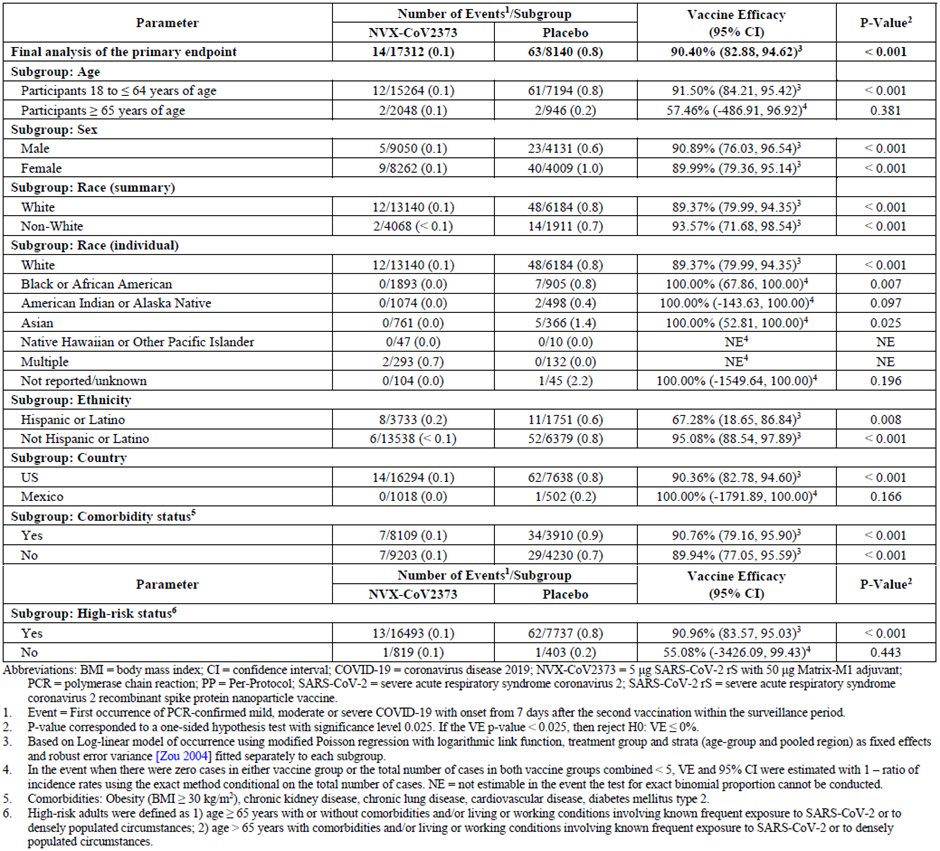 Parameter Number of Events1/Subgroup Vaccine Efficacy (95% CI) P-Value2
NVX-CoV2373 Placebo
Final analysis of the primary endpoint 14/17312 (0.1) 63/8140 (0.8) 90.40% (82.88, 94.62)3 < 0.001
Subgroup: Age
Participants 18 to ≤ 64 years of age 12/15264 (0.1) 61/7194 (0.8) 91.50% (84.21, 95.42)3 < 0.001
Participants ≥ 65 years of age 2/2048 (0.1) 2/946 (0.2) 57.46% (-486.91, 96.92)4 0.381
Subgroup: Sex
Male 5/9050 (0.1) 23/4131 (0.6) 90.89% (76.03, 96.54)3 < 0.001
Female 9/8262 (0.1) 40/4009 (1.0) 89.99% (79.36, 95.14)3 < 0.001
Subgroup: Race (summary)
White 12/13140 (0.1) 48/6184 (0.8) 89.37% (79.99, 94.35)3 < 0.001
Non-White 2/4068 (< 0.1) 14/1911 (0.7) 93.57% (71.68, 98.54)3 < 0.001
Subgroup: Race (individual)
White 12/13140 (0.1) 48/6184 (0.8) 89.37% (79.99, 94.35)3 < 0.001
Black or African American 0/1893 (0.0) 7/905 (0.8) 100.00% (67.86, 100.00)4 0.007
American Indian or Alaska Native 0/1074 (0.0) 2/498 (0.4) 100.00% (-143.63, 100.00)4 0.097
Asian 0/761 (0.0) 5/366 (1.4) 100.00% (52.81, 100.00)4 0.025
Native Hawaiian or Other Pacific Islander 0/47 (0.0) 0/10 (0.0) NE4 NE
Multiple 2/293 (0.7) 0/132 (0.0) NE4 NE
Not reported/unknown 0/104 (0.0) 1/45 (2.2) 100.00% (-1549.64, 100.00)4 0.196
Subgroup: Ethnicity
Hispanic or Latino 8/3733 (0.2) 11/1751 (0.6) 67.28% (18.65, 86.84)3 0.008
Not Hispanic or Latino 6/13538 (< 0.1) 52/6379 (0.8) 95.08% (88.54, 97.89)3 < 0.001
Subgroup: Country
US 14/16294 (0.1) 62/7638 (0.8) 90.36% (82.78, 94.60)3 < 0.001
Mexico 0/1018 (0.0) 1/502 (0.2) 100.00% (-1791.89, 100.00)4 0.166
Subgroup: Comorbidity status5
Yes 7/8109 (0.1) 34/3910 (0.9) 90.76% (79.16, 95.90)3 < 0.001
No 7/9203 (0.1) 29/4230 (0.7) 89.94% (77.05, 95.59)3 < 0.001
Parameter Number of Events1/Subgroup Vaccine Efficacy (95% CI) P-Value2
NVX-CoV2373 Placebo
Subgroup: High-risk status6
Yes 13/16493 (0.1) 62/7737 (0.8) 90.96% (83.57, 95.03)3 < 0.001
No 1/819 (0.1) 1/403 (0.2) 55.08% (-3426.09, 99.43)4 0.443
Abbreviations: BMI = body mass index; CI = confidence interval; COVID-19 = coronavirus disease 2019; NVX-CoV2373 = 5 µg SARS-CoV-2 rS with 50 µg Matrix-M1 adjuvant;
PCR = polymerase chain reaction; PP = Per-Protocol; SARS-CoV-2 = severe acute respiratory syndrome coronavirus 2; SARS-CoV-2 rS = severe acute respiratory syndrome
coronavirus 2 recombinant spike protein nanoparticle vaccine.
1. Event = First occurrence of PCR-confirmed mild, moderate or severe COVID-19 with onset from 7 days after the second vaccination within the surveillance period.
2. P-value corresponded to a one-sided hypothesis test with significance level 0.025. If the VE p-value < 0.025, then reject H0: VE ≤ 0%.
3. Based on Log-linear model of occurrence using modified Poisson regression with logarithmic link function, treatment group and strata (age-group and pooled region) as fixed effects
and robust error variance [Zou 2004] fitted separately to each subgroup.
4. In the event when there were zero cases in either vaccine group or the total number of cases in both vaccine groups combined < 5, VE and 95% CI were estimated with 1 – ratio of
incidence rates using the exact method conditional on the total number of cases. NE = not estimable in the event the test for exact binomial proportion cannot be conducted.
5. Comorbidities: Obesity (BMI ≥ 30 kg/m2), chronic kidney disease, chronic lung disease, cardiovascular disease, diabetes mellitus type 2.
6. High-risk adults were defined as 1) age ≥ 65 years with or without comorbidities and/or living or working conditions involving known frequent exposure to SARS-CoV-2 or to
densely populated circumstances; 2) age > 65 years with comorbidities and/or living or working conditions involving known frequent exposure to SARS-CoV-2 or to densely
populated circumstances.